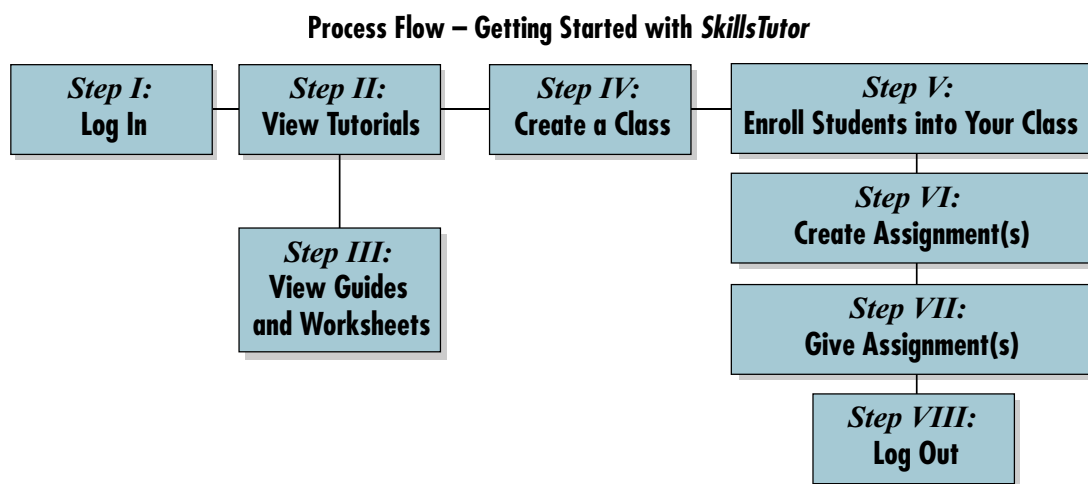 Process Flow – Getting Started with SkillsTutor
Step I:
Log In
Step II:
View Tutorials
Step III:
View Guides
and Worksheets
Step IV:
Create a Class
Step V:
Enroll Students into Your Class
Step VI:
Create Assignment(s)
Step VII:
Give Assignment(s)
Step VIII:
Log Out